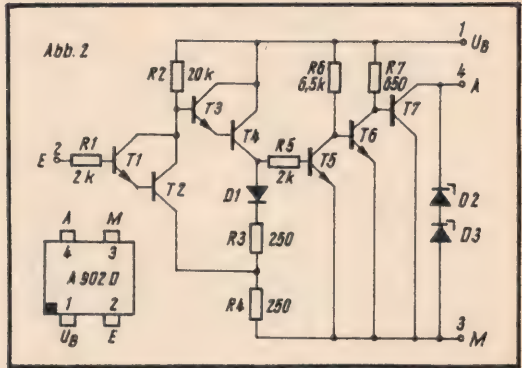 Abb. 2
1 U_B
4 A
R2 20k
R6 6,5k
R7 850
T3
T4
T7
T6
2 E
R1 2k
T1
T2
R5 2k
T5
D1
D2
D3
R3 250
R4 250
3 M
A M
4 3
A 902 D
1 2
U_B E